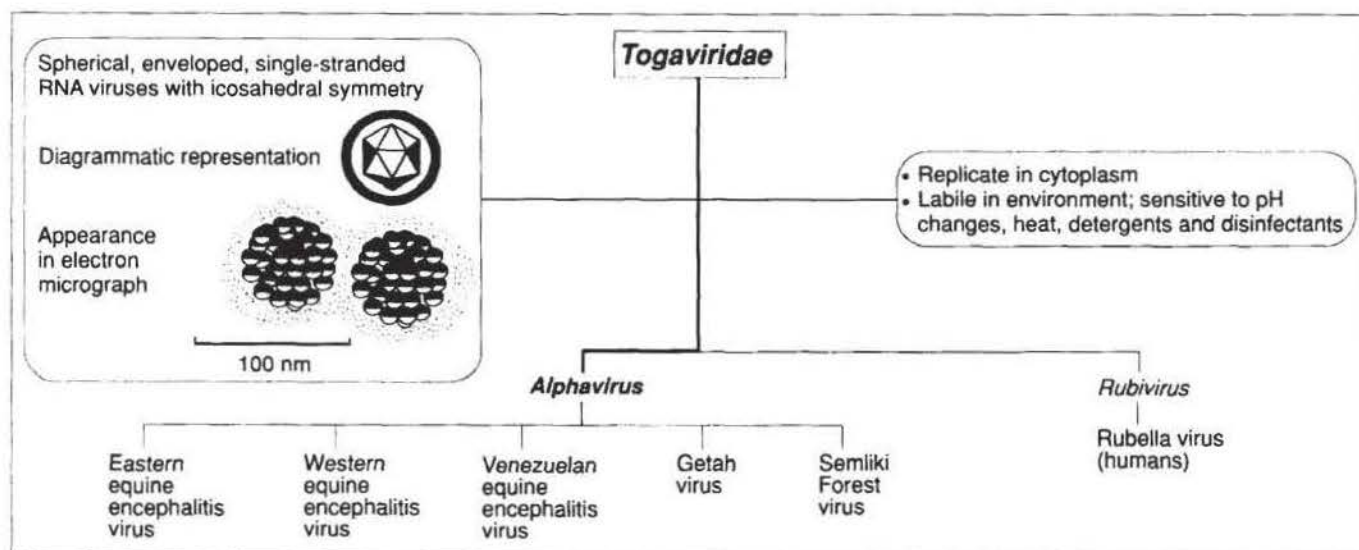 Togaviridae
Spherical, enveloped, single-stranded
RNA viruses with icosahedral symmetry
Diagrammatic representation
Appearance
in electron
micrograph
100 nm
• Replicate in cytoplasm
• Labile in environment; sensitive to pH
changes, heat, detergents and disinfectants
Alphavirus
Rubivirus
Eastern
equine
encephalitis
virus
Western
equine
encephalitis
virus
Venezuelan
equine
encephalitis
virus
Getah
virus
Semliki
Forest
virus
Rubella virus
(humans)